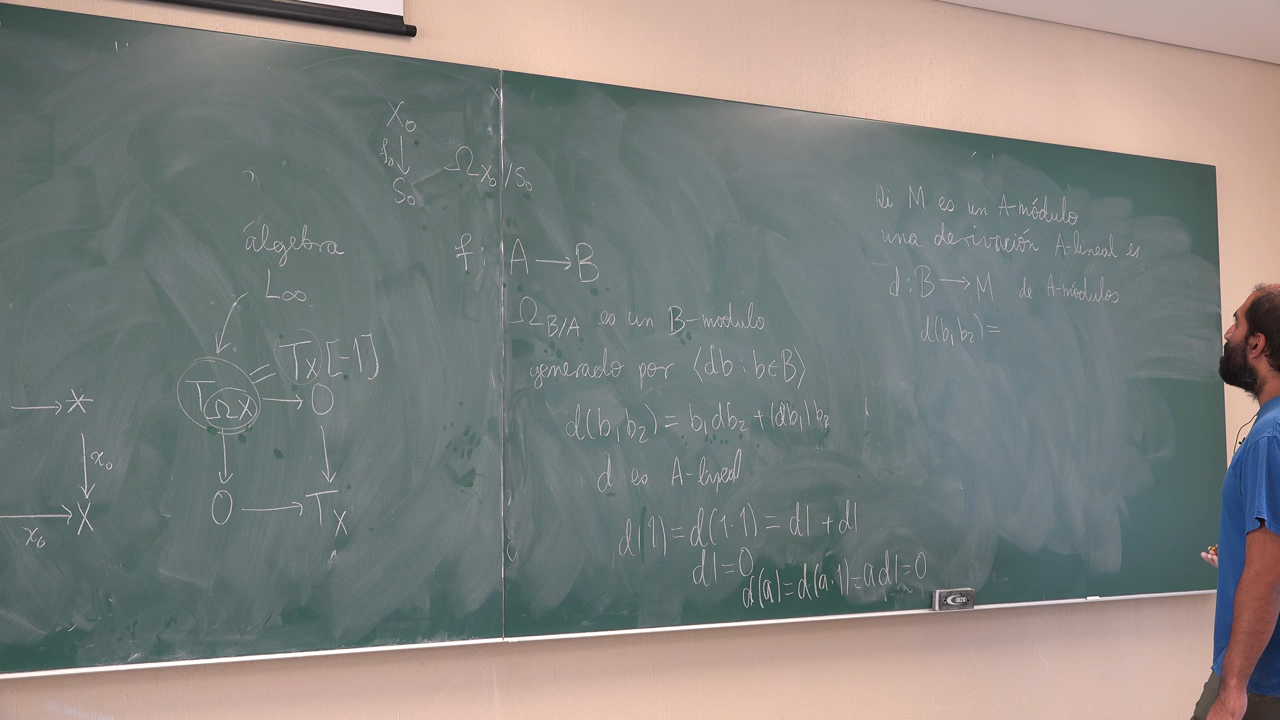 X₀
f₀ ↓
S₀
Ω_{X₀/S₀}
álgebra
L∞
T_{ΩX} = T_X[-1]
→ 0
0 → T_X
→ *
↓ x₀
→ X
x₀
f: A → B
Ω_{B/A} es un B-modulo
generado por ⟨db : b∈B⟩
d(b₁b₂) = b₁db₂ + (db₁)b₂
d es A-lineal
d(1) = d(1·1) = d1 + d1
d1 = 0
d(a) = d(a·1) = a d1 = 0
Si M es un A-módulo
una derivación A-lineal es
d: B → M de A-módulos
d(b₁b₂) =